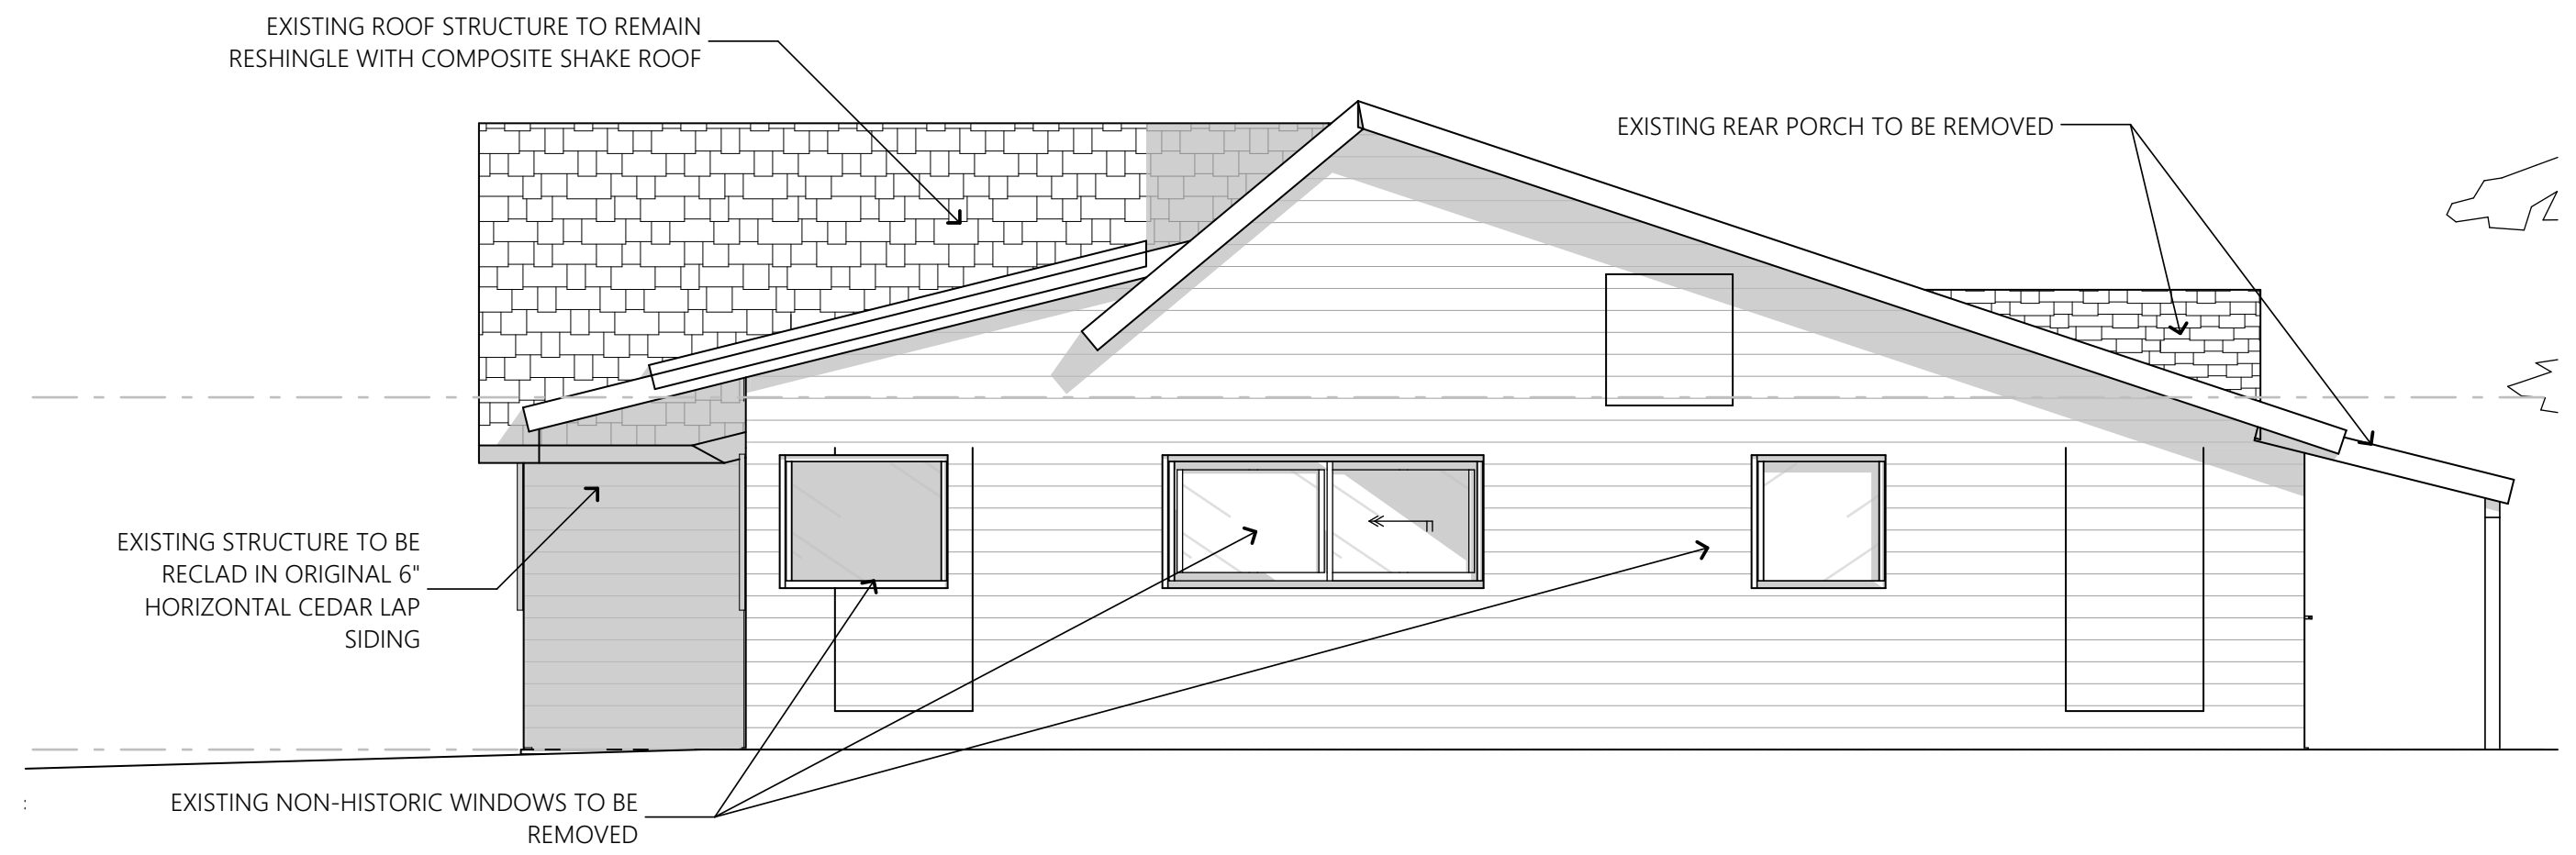 EXISTING ROOF STRUCTURE TO REMAIN
RESHINGLE WITH COMPOSITE SHAKE ROOF
EXISTING REAR PORCH TO BE REMOVED
EXISTING STRUCTURE TO BE
RECLAD IN ORIGINAL 6"
HORIZONTAL CEDAR LAP
SIDING
EXISTING NON-HISTORIC WINDOWS TO BE
REMOVED